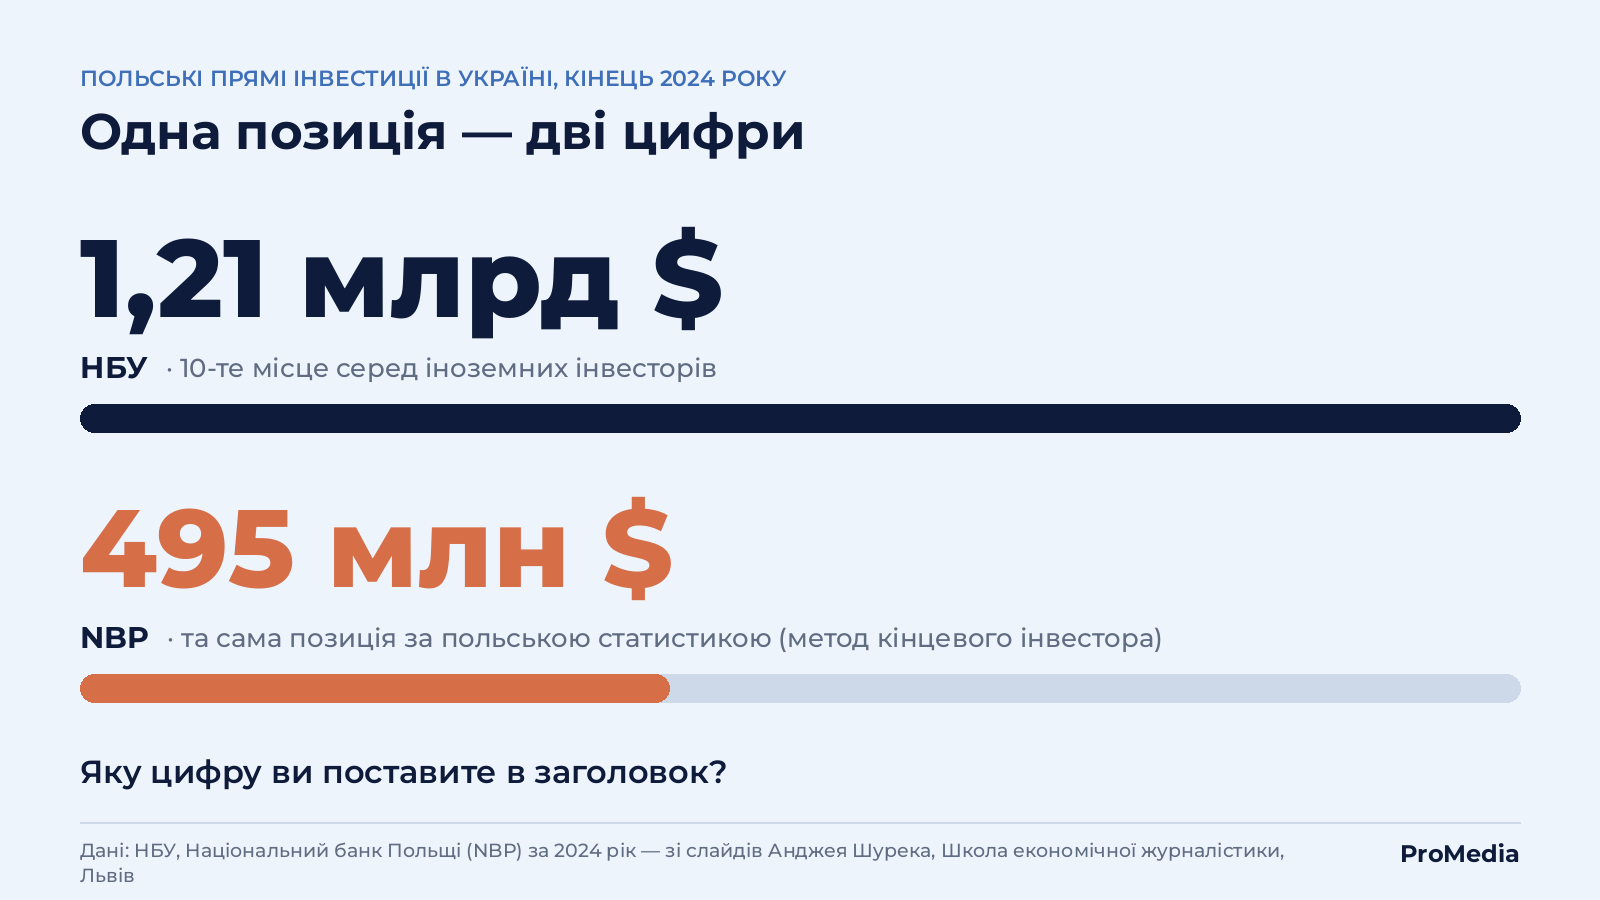 ПОЛЬСЬКІ ПРЯМІ ІНВЕСТИЦІЇ В УКРАЇНІ, КІНЕЦЬ 2024 РОКУ
Одна позиція — дві цифри
1,21 млрд $
НБУ · 10-те місце серед іноземних інвесторів
495 млн $
NBP · та сама позиція за польською статистикою (метод кінцевого інвестора)
Яку цифру ви поставите в заголовок?
Дані: НБУ, Національний банк Польщі (NBP) за 2024 рік — зі слайдів Анджея Шурека, Школа економічної журналістики,
Львів
ProMedia